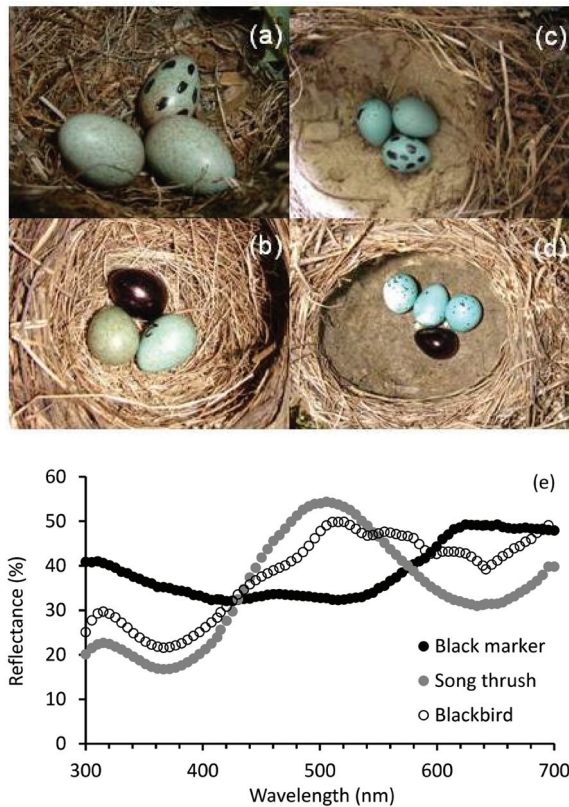 (a)
(c)
(b)
(d)
(e)
60
50
40
30
20
10
0
Reflectance (%)
Black marker
Song thrush
Blackbird
300 400 500 600 700
Wavelength (nm)